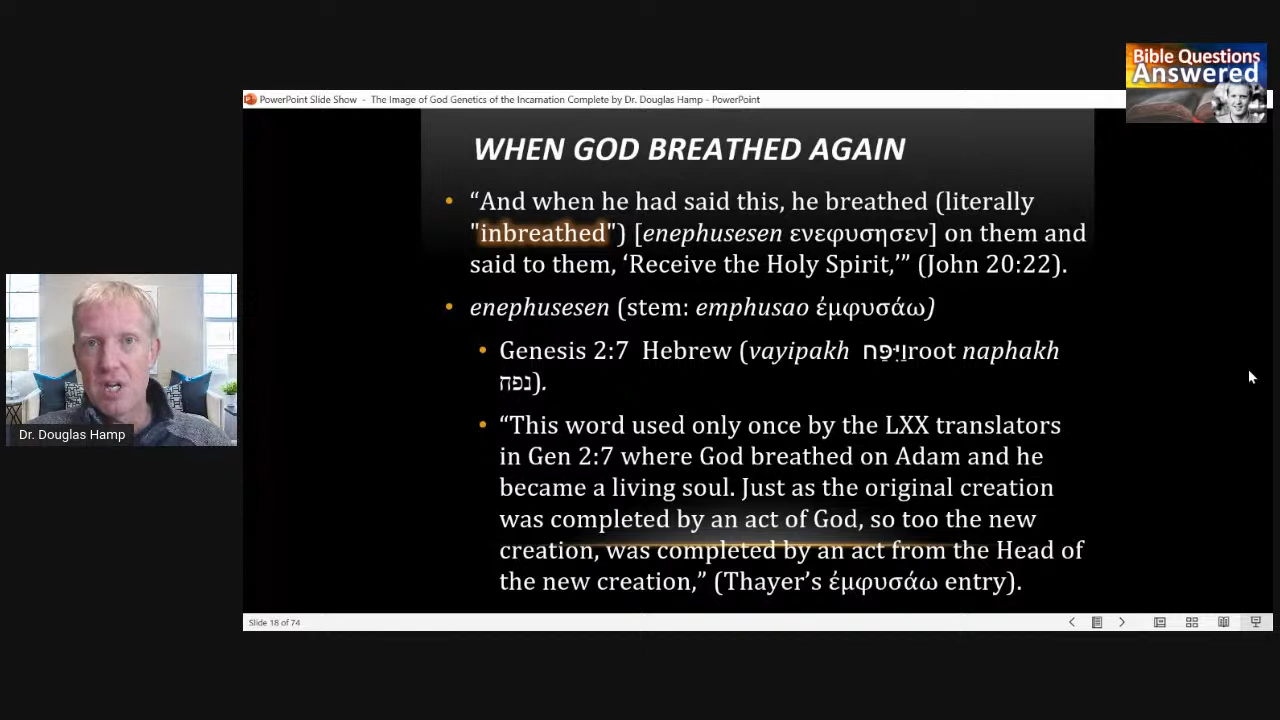 Bible Questions
Answered
PowerPoint Slide Show - The Image of God Genetics of the Incarnation Complete by Dr. Douglas Hamp - PowerPoint
WHEN GOD BREATHED AGAIN
• “And when he had said this, he breathed (literally
"inbreathed") [enephusesen ενεφυσησεν] on them and
said to them, ‘Receive the Holy Spirit,’” (John 20:22).
• enephusesen (stem: emphusao ἐμφυσάω)
• Genesis 2:7 Hebrew (vayipakh וַיִּפַּח root naphakh
נפח).
• “This word used only once by the LXX translators
in Gen 2:7 where God breathed on Adam and he
became a living soul. Just as the original creation
was completed by an act of God, so too the new
creation, was completed by an act from the Head of
the new creation,” (Thayer’s ἐμφυσάω entry).
Dr. Douglas Hamp
Slide 18 of 74